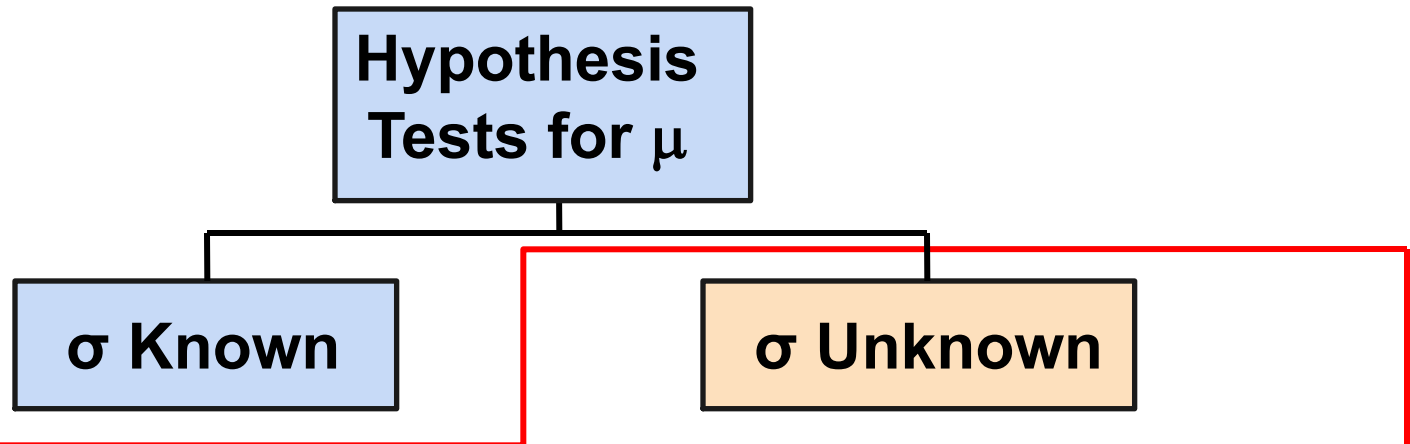 Hypothesis
Tests for μ
σ Known
σ Unknown